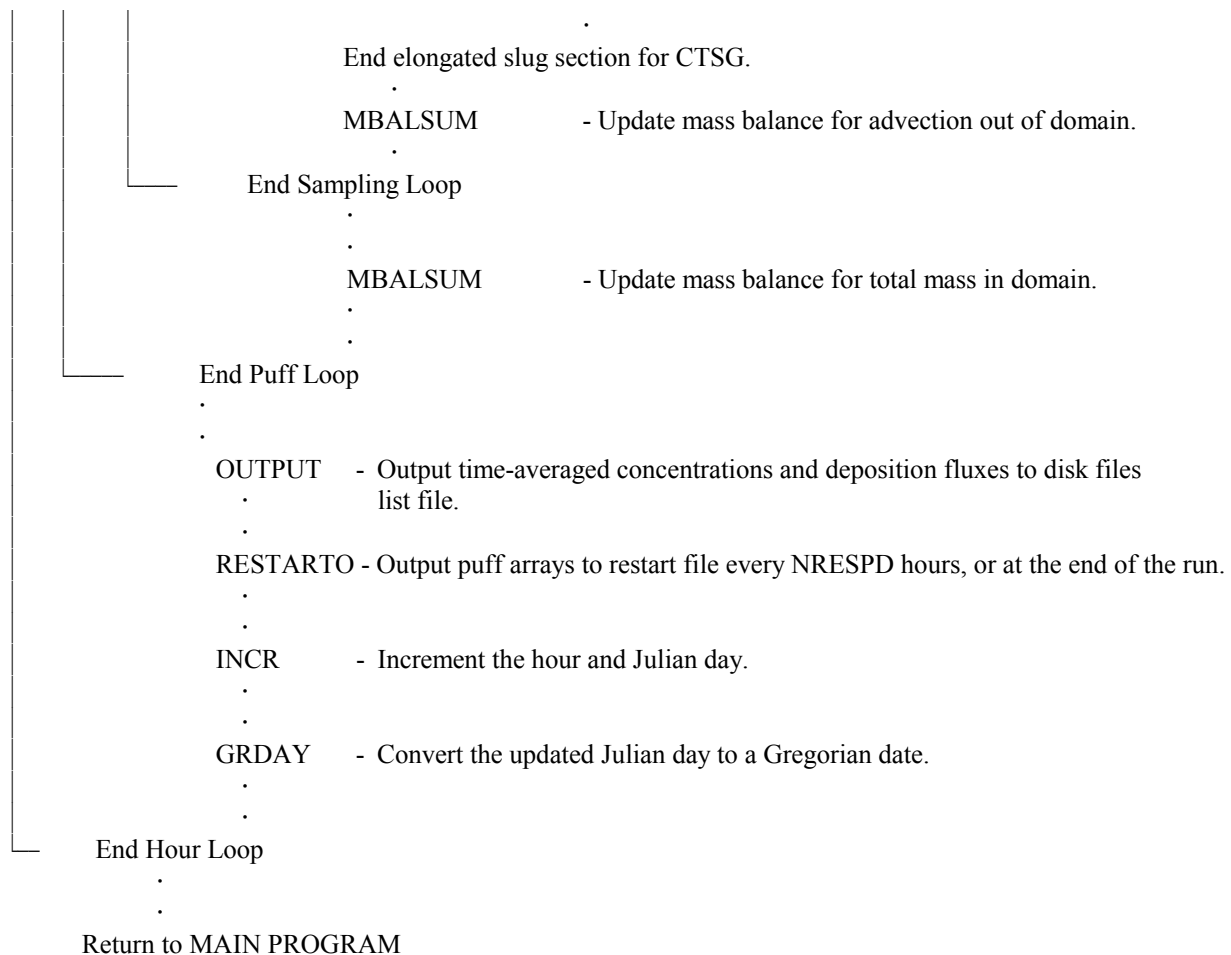 End elongated slug section for CTSG.
MBALSUM - Update mass balance for advection out of domain.
End Sampling Loop
MBALSUM - Update mass balance for total mass in domain.
End Puff Loop
OUTPUT - Output time-averaged concentrations and deposition fluxes to disk files
list file.
RESTARTO - Output puff arrays to restart file every NRESPD hours, or at the end of the run.
INCR - Increment the hour and Julian day.
GRDAY - Convert the updated Julian day to a Gregorian date.
End Hour Loop
Return to MAIN PROGRAM